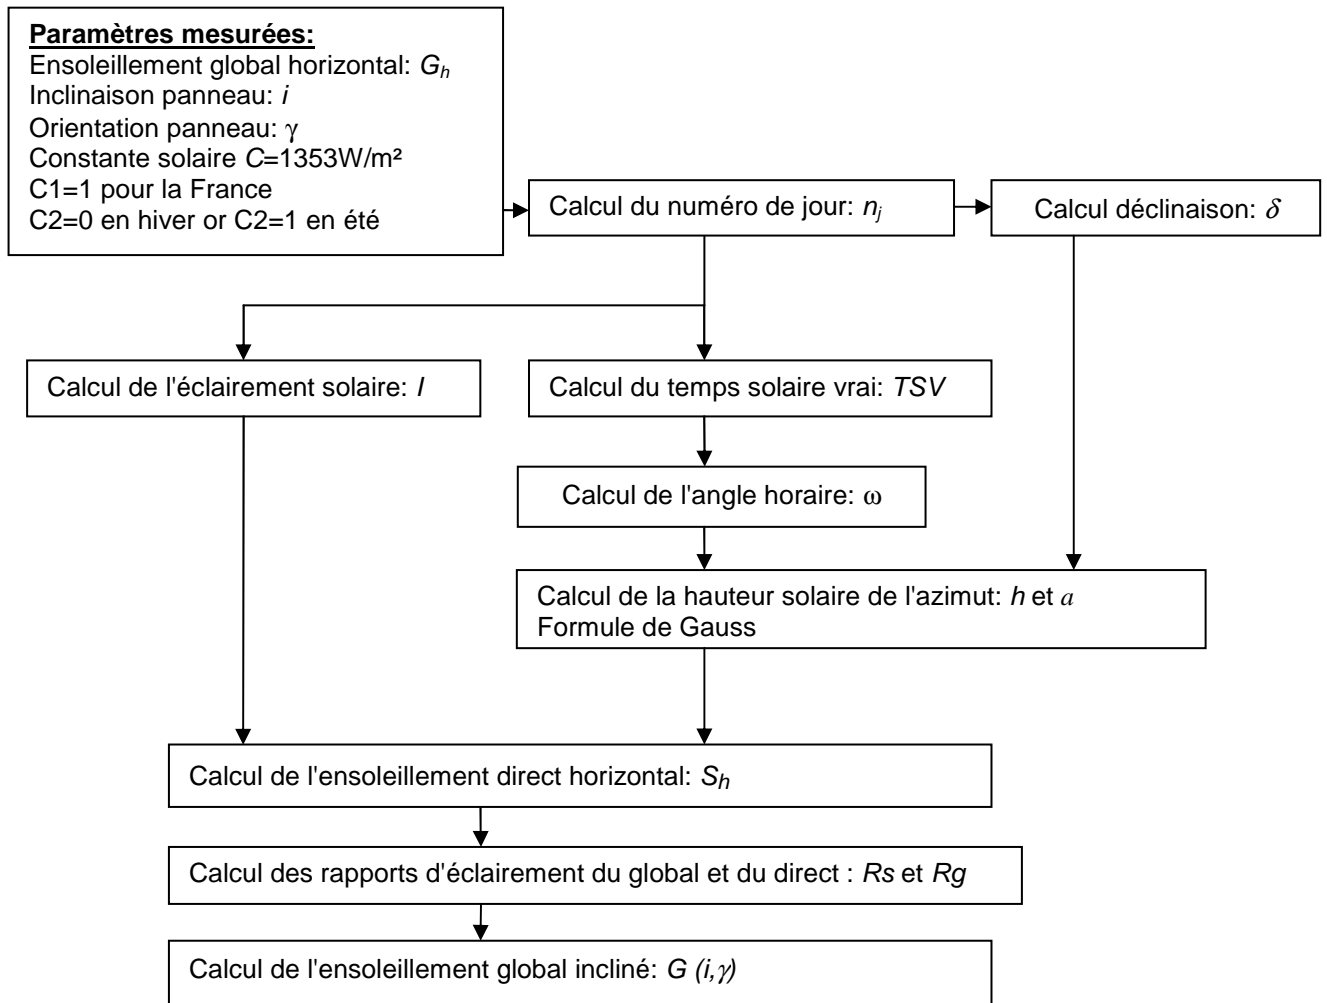 Paramètres mesurées:
Ensoleillement global horizontal: Gh
Inclinaison panneau: i
Orientation panneau: γ
Constante solaire C=1353W/m²
C1=1 pour la France
C2=0 en hiver or C2=1 en été
Calcul du numéro de jour: nj
Calcul déclinaison: δ
Calcul de l'éclairement solaire: I
Calcul du temps solaire vrai: TSV
Calcul de l'angle horaire: ω
Calcul de la hauteur solaire de l'azimut: h et a
Formule de Gauss
Calcul de l'ensoleillement direct horizontal: Sh
Calcul des rapports d'éclairement du global et du direct : Rs et Rg
Calcul de l'ensoleillement global incliné: G (i,γ)